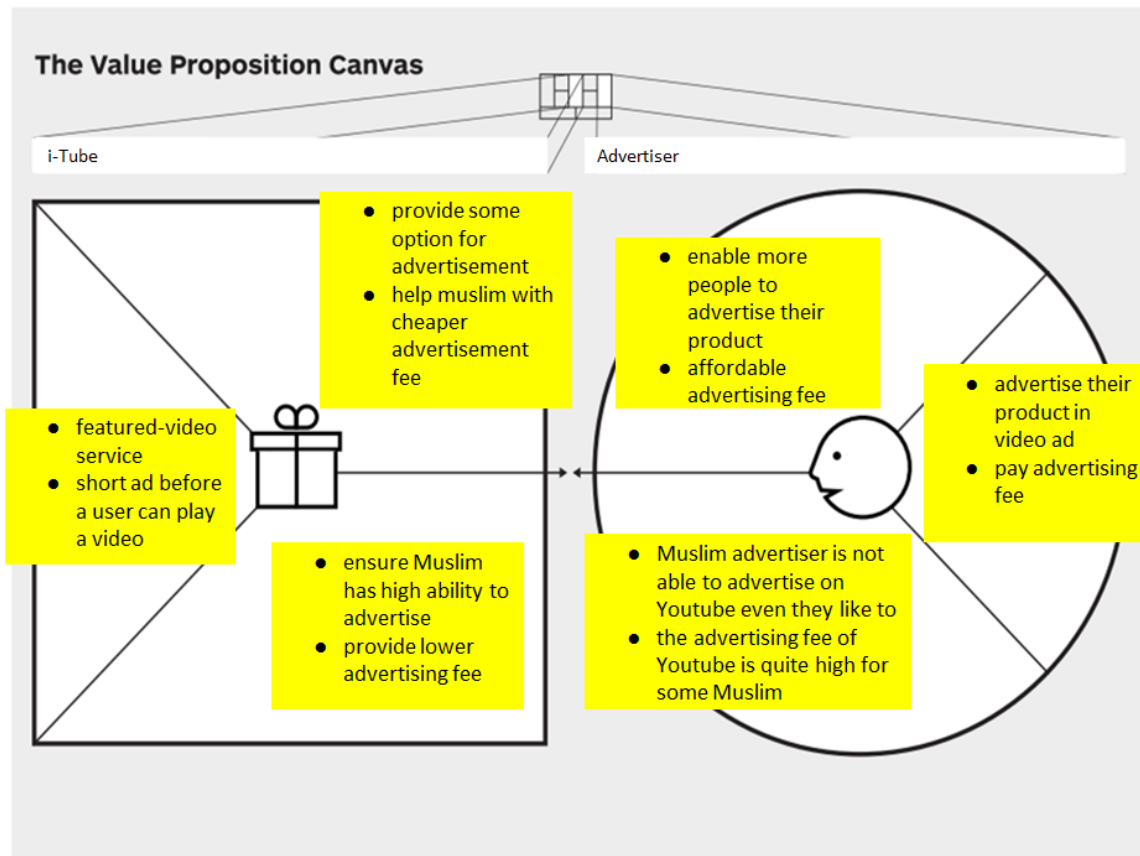 The Value Proposition Canvas
i-Tube
Advertiser
● provide some
option for
advertisement
● help muslim with
cheaper
advertisement
fee
● featured-video
service
● short ad before
a user can play
a video
● ensure Muslim
has high ability to
advertise
● provide lower
advertising fee
● enable more
people to
advertise their
product
● affordable
advertising fee
● advertise their
product in
video ad
● pay advertising
fee
● Muslim advertiser is not
able to advertise on
Youtube even they like to
● the advertising fee of
Youtube is quite high for
some Muslim